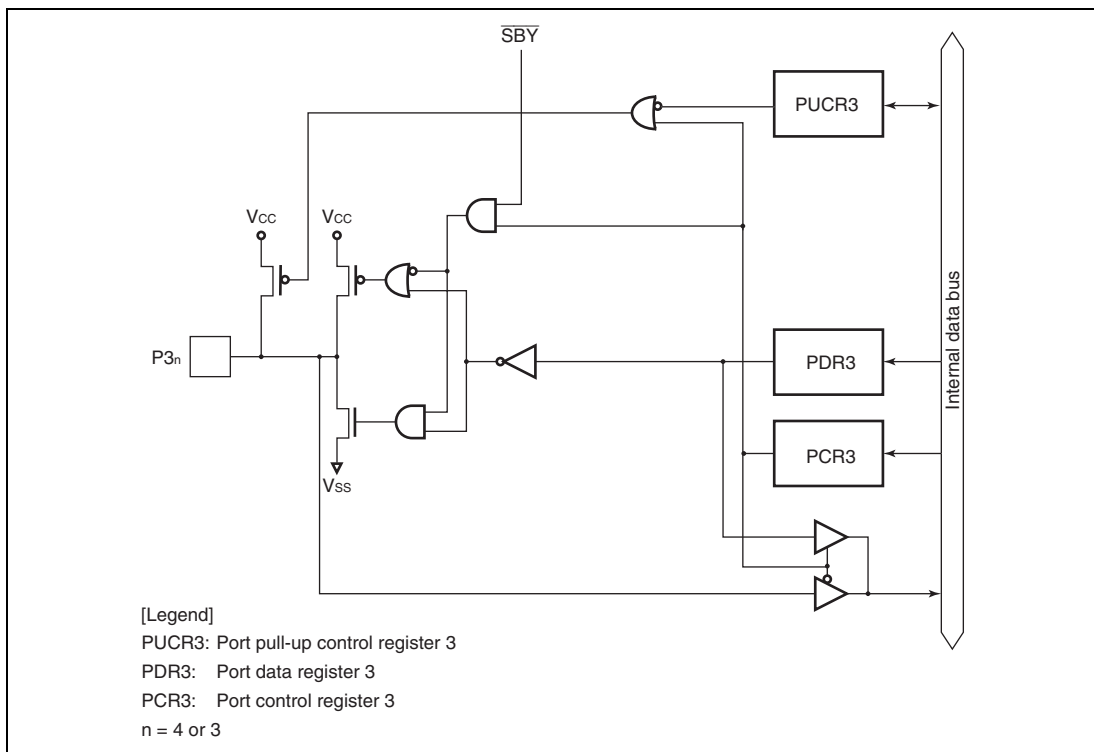 SBY
PUCR3
VCC
VCC
P3n
PDR3
Internal data bus
PCR3
VSS
[Legend]
PUCR3: Port pull-up control register 3
PDR3: Port data register 3
PCR3: Port control register 3
n = 4 or 3